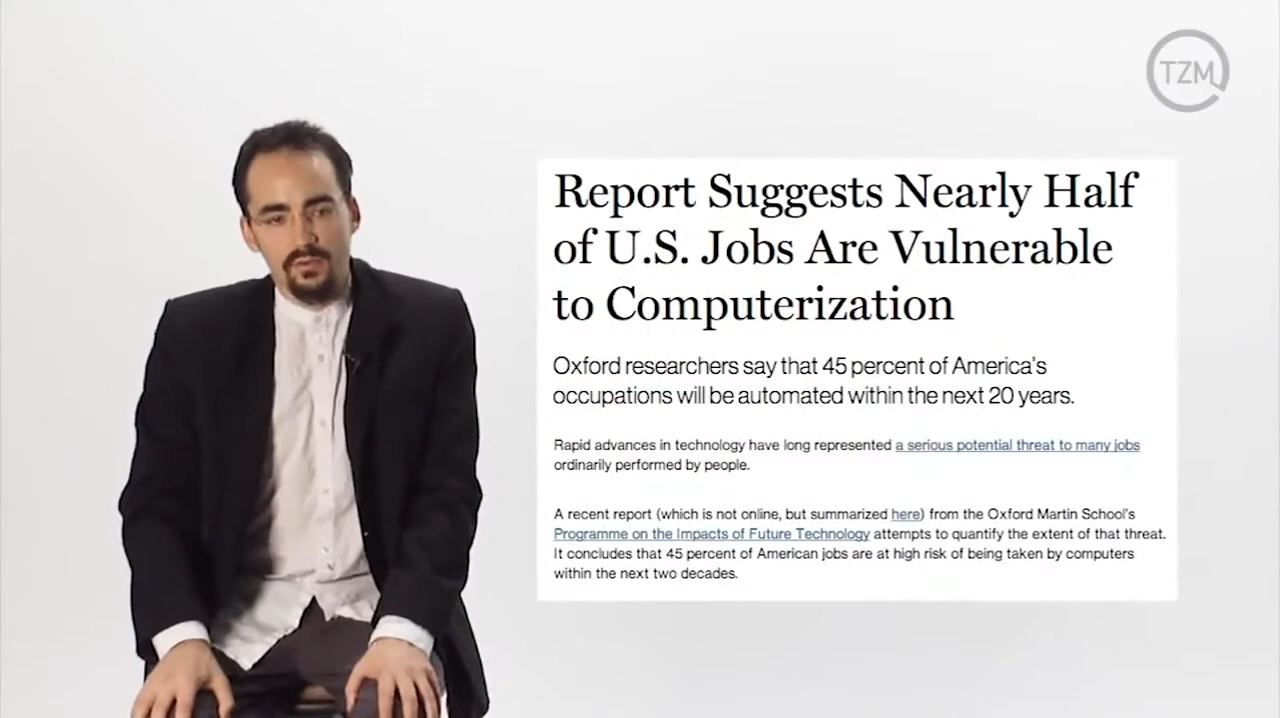 TZM
Report Suggests Nearly Half
of U.S. Jobs Are Vulnerable
to Computerization
Oxford researchers say that 45 percent of America's
occupations will be automated within the next 20 years.
Rapid advances in technology have long represented a serious potential threat to many jobs
ordinarily performed by people.
A recent report (which is not online, but summarized here) from the Oxford Martin School's
Programme on the Impacts of Future Technology attempts to quantify the extent of that threat.
It concludes that 45 percent of American jobs are at high risk of being taken by computers
within the next two decades.